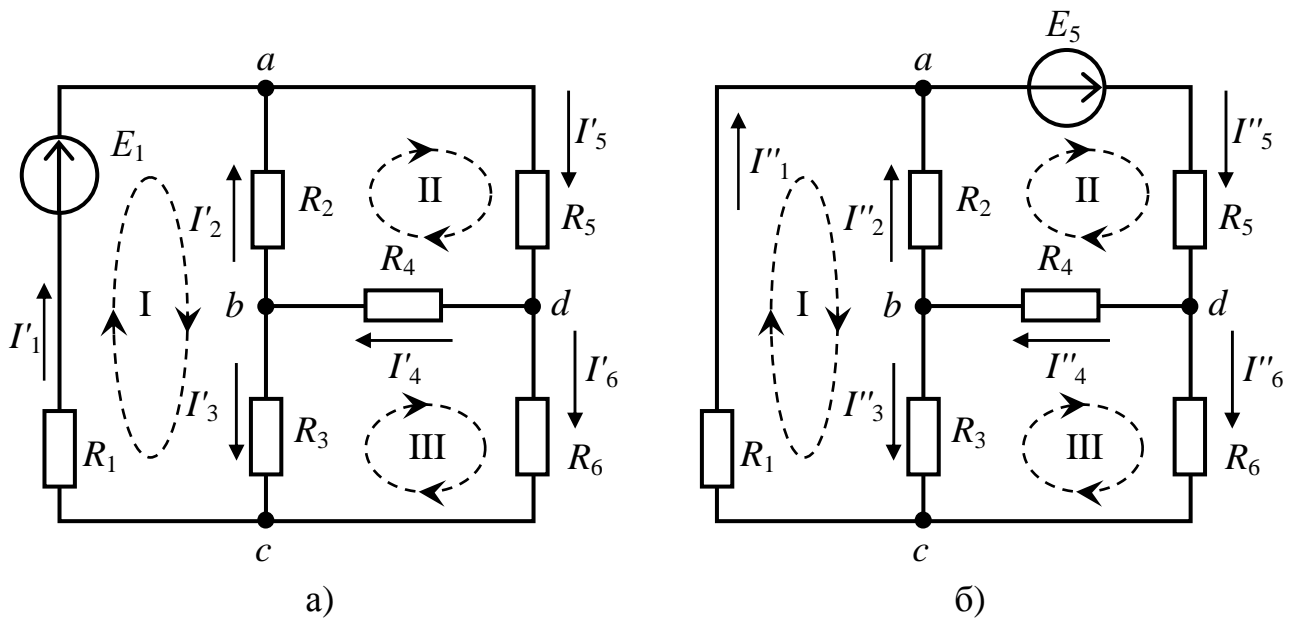 a
E₁
I′₅
R₂
II
I′₂
R₅
R₄
I
b
d
I′₁
I′₄
I′₆
I′₃
R₃
III
R₁
R₆
c
а)
E₅
a
I″₁
I″₅
R₂
II
I″₂
R₅
R₄
I
b
d
I″₄
I″₆
I″₃
R₃
III
R₁
R₆
c
б)